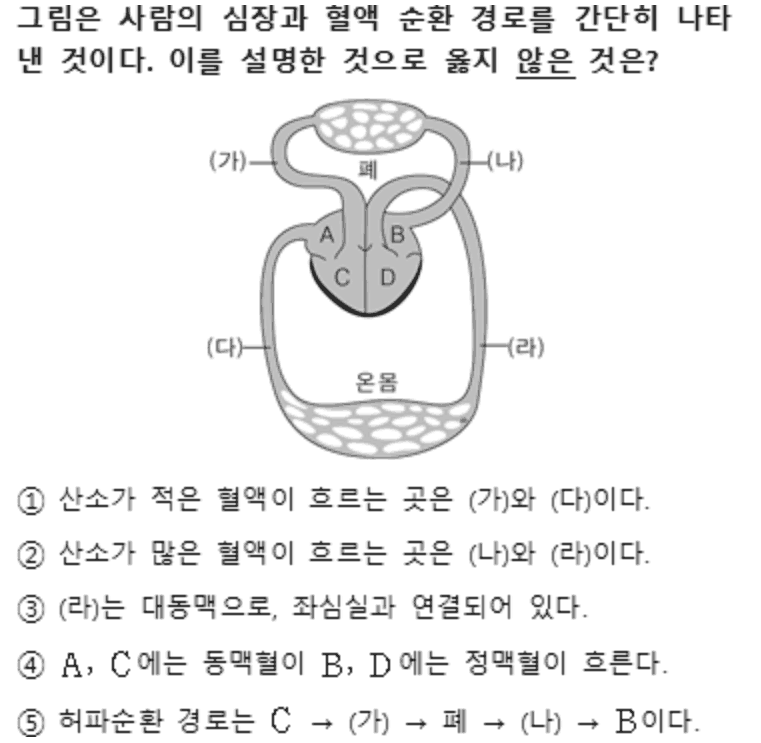 그림은 사람의 심장과 혈액 순환 경로를 간단히 나타
낸 것이다. 이를 설명한 것으로 옳지 않은 것은?
(가)
(나)
폐
A
B
C
D
(다)
(라)
온몸
① 산소가 적은 혈액이 흐르는 곳은 (가)와 (다)이다.
② 산소가 많은 혈액이 흐르는 곳은 (나)와 (라)이다.
③ (라)는 대동맥으로, 좌심실과 연결되어 있다.
④ A, C에는 동맥혈이 B, D에는 정맥혈이 흐른다.
⑤ 허파순환 경로는 C → (가) → 폐 → (나) → B이다.